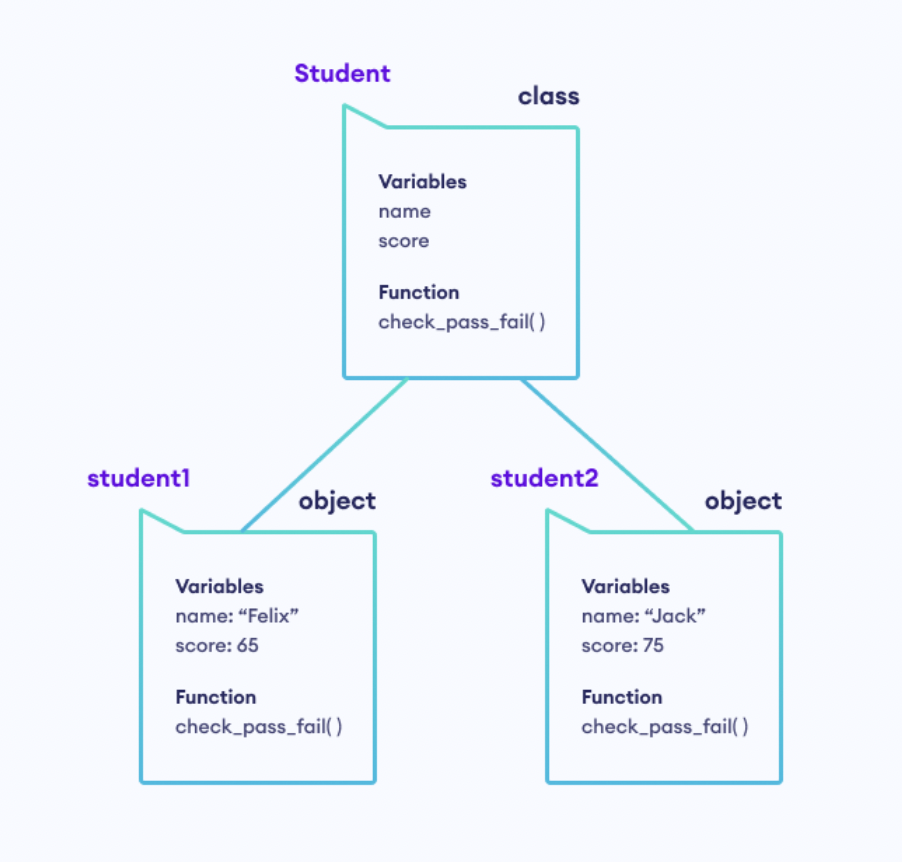 Student
class
Variables
name
score
Function
check_pass_fail( )
student1
object
Variables
name: “Felix”
score: 65
Function
check_pass_fail( )
student2
object
Variables
name: “Jack”
score: 75
Function
check_pass_fail( )